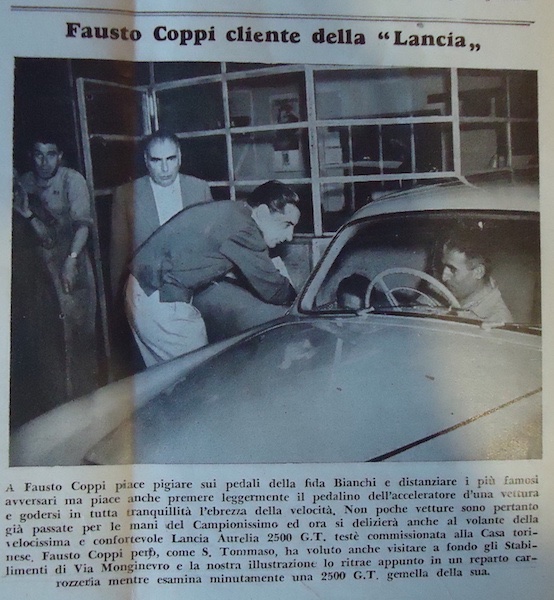 Fausto Coppi cliente della “Lancia„
A Fausto Coppi piace pigiare sui pedali della fida Bianchi e distanziare i più famosi
avversari ma piace anche premere leggermente il pedalino dell'acceleratore d'una vettura
e godersi in tutta tranquillità l'ebrezza della velocità. Non poche vetture sono pertanto
già passate per le mani del Campionissimo ed ora si delizierà anche al volante della
velocissima e confortevole Lancia Aurelia 2500 G.T. testè commissionata alla Casa tori-
nese. Fausto Coppi però, come S. Tommaso, ha voluto anche visitare a fondo gli Stabi-
limenti di Via Monginevro e la nostra illustrazione lo ritrae appunto in un reparto car-
rozzeria mentre esamina minutamente una 2500 G.T. gemella della sua.